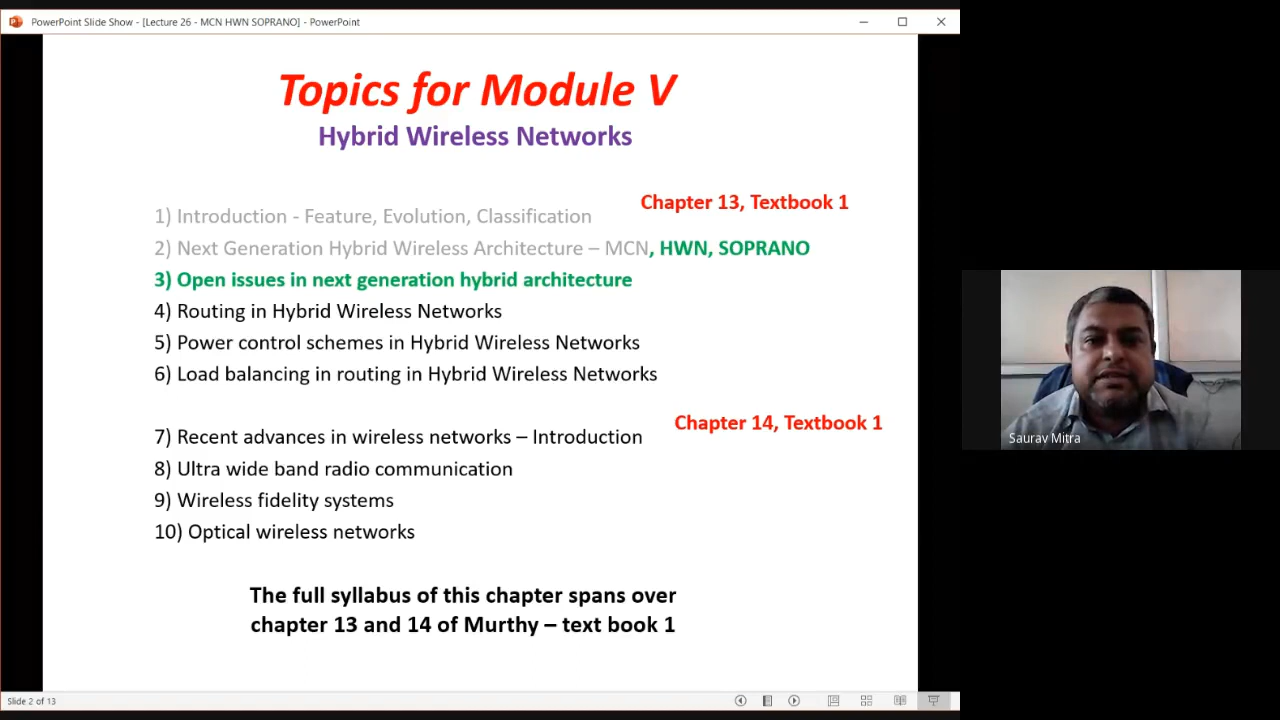 PowerPoint Slide Show - [Lecture 26 - MCN HWN SOPRANO] - PowerPoint
Topics for Module V
Hybrid Wireless Networks
Chapter 13, Textbook 1
1) Introduction - Feature, Evolution, Classification
2) Next Generation Hybrid Wireless Architecture – MCN, HWN, SOPRANO
3) Open issues in next generation hybrid architecture
4) Routing in Hybrid Wireless Networks
5) Power control schemes in Hybrid Wireless Networks
6) Load balancing in routing in Hybrid Wireless Networks
Chapter 14, Textbook 1
7) Recent advances in wireless networks – Introduction
8) Ultra wide band radio communication
9) Wireless fidelity systems
10) Optical wireless networks
The full syllabus of this chapter spans over
chapter 13 and 14 of Murthy – text book 1
Saurav Mitra
Slide 2 of 13